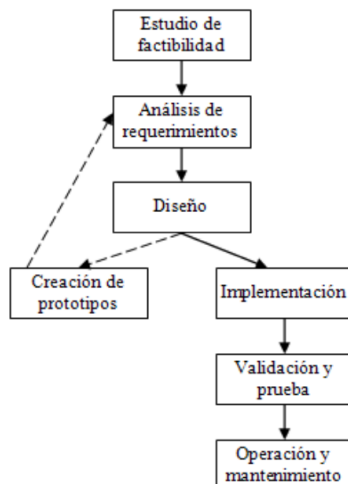 Estudio de
factibilidad
Análisis de
requerimientos
Diseño
Creación de
prototipos
Implementación
Validación y
prueba
Operación y
mantenimiento